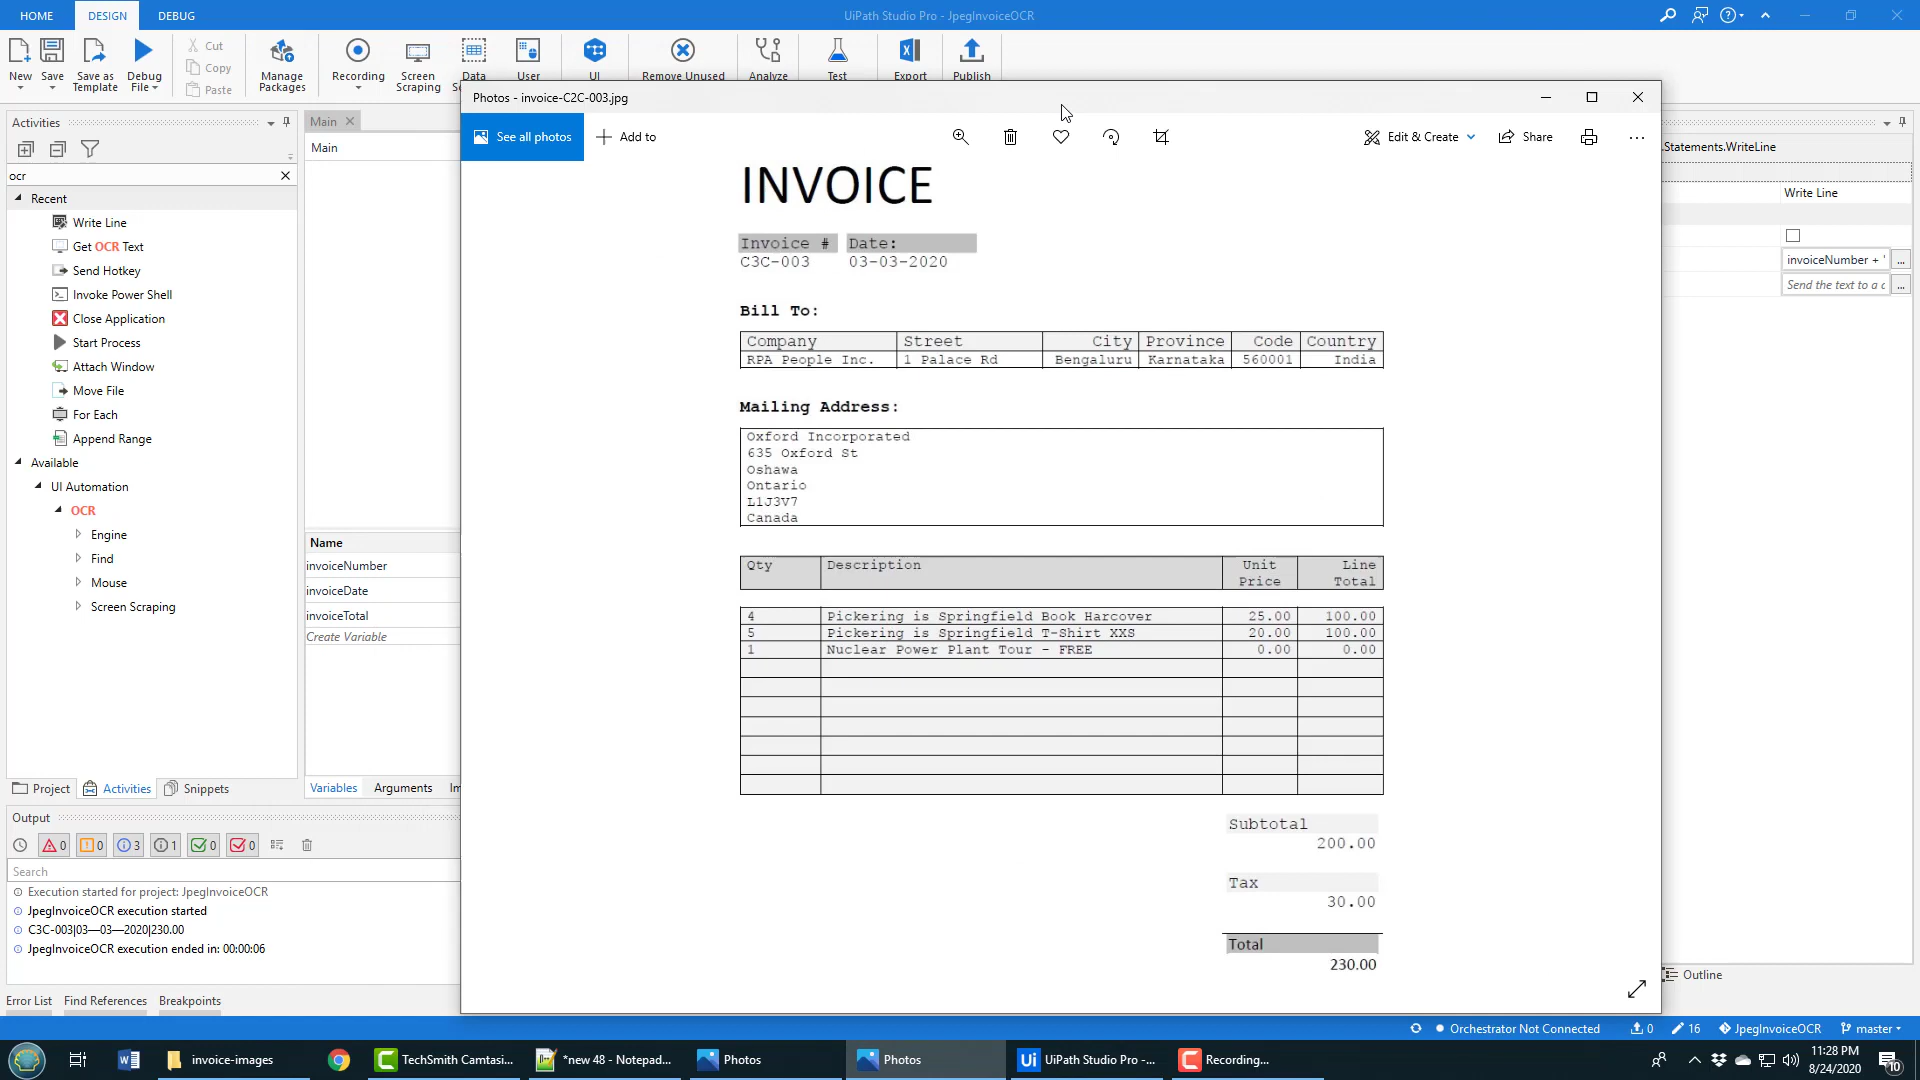 HOME DESIGN DEBUG UiPath Studio Pro - JpegInvoiceOCR
New Save Save as Template Debug File Cut Copy Paste Manage Packages Recording Screen Scraping Data User UI Remove Unused Analyze Test Export Publish
Activities
ocr
Recent
Write Line
Get OCR Text
Send Hotkey
Invoke Power Shell
Close Application
Start Process
Attach Window
Move File
For Each
Append Range
Available
UI Automation
OCR
Engine
Find
Mouse
Screen Scraping
Project Activities Snippets
Main
Main
Name
invoiceNumber
invoiceDate
invoiceTotal
Create Variable
Variables Arguments Im
Photos - invoice-C2C-003.jpg
See all photos Add to Edit & Create Share
INVOICE
Invoice # Date:
C3C-003 03-03-2020
Bill To:
Company Street City Province Code Country
RPA People Inc. 1 Palace Rd Bengaluru Karnataka 560001 India
Mailing Address:
Oxford Incorporated
635 Oxford St
Oshawa
Ontario
L1J3V7
Canada
Qty Description Unit Price Line Total
4 Pickering is Springfield Book Harcover 25.00 100.00
5 Pickering is Springfield T-Shirt XXS 20.00 100.00
1 Nuclear Power Plant Tour - FREE 0.00 0.00
Subtotal
200.00
Tax
30.00
Total
230.00
.Statements.WriteLine
Write Line
invoiceNumber + '
...
Send the text to a c
...
Outline
Output
0 0 3 1 0 0
Search
Execution started for project: JpegInvoiceOCR
JpegInvoiceOCR execution started
C3C-003|03—03—2020|230.00
JpegInvoiceOCR execution ended in: 00:00:06
Error List Find References Breakpoints
Orchestrator Not Connected 0 16 JpegInvoiceOCR master
invoice-images TechSmith Camtasi... *new 48 - Notepad... Photos Photos UiPath Studio Pro -... Recording...
11:28 PM
8/24/2020
10